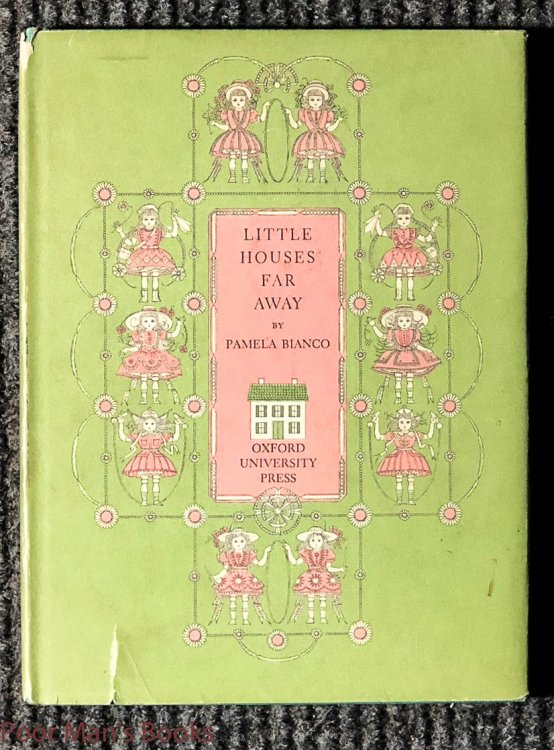 LITTLE
HOUSES
FAR
AWAY
BY
PAMELA BIANCO
OXFORD
UNIVERSITY
PRESS
Poor Man's Books